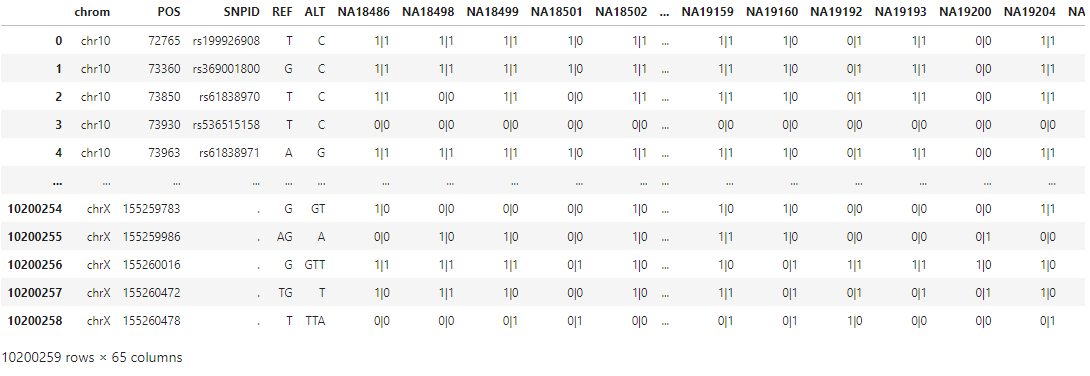 chrom POS SNPID REF ALT NA18486 NA18498 NA18499 NA18501 NA18502 ... NA19159 NA19160 NA19192 NA19193 NA19200 NA19204 NA
0 chr10 72765 rs199926908 T C 1|1 1|1 1|1 1|0 1|1 ... 1|1 1|0 0|1 1|1 0|0 1|1
1 chr10 73360 rs369001800 G C 1|1 1|1 1|1 1|0 1|1 ... 1|1 1|0 0|1 1|1 0|0 1|1
2 chr10 73850 rs61838970 T C 1|1 0|0 1|1 0|0 1|1 ... 1|1 1|0 0|1 1|1 0|0 1|1
3 chr10 73930 rs536515158 T C 0|0 0|0 0|0 0|0 0|0 ... 0|0 0|0 0|0 0|0 0|0 0|0
4 chr10 73963 rs61838971 A G 1|1 1|1 1|1 1|0 1|1 ... 1|1 1|0 0|1 1|1 0|0 1|1
... ... ... ... ... ... ... ... ... ... ... ... ... ... ... ... ... ...
10200254 chrX 155259783 . G GT 1|0 0|0 0|0 0|0 1|0 ... 1|0 1|0 0|0 0|0 0|0 1|1
10200255 chrX 155259986 . AG A 0|0 1|0 1|0 0|0 1|0 ... 1|1 1|0 0|0 0|0 0|1 0|0
10200256 chrX 155260016 . G GTT 1|1 1|1 1|1 0|1 1|0 ... 1|0 0|1 1|1 1|1 1|0 1|0
10200257 chrX 155260472 . TG T 1|0 1|1 1|0 0|0 1|0 ... 1|1 0|1 0|1 0|1 0|1 1|0
10200258 chrX 155260478 . T TTA 0|0 0|0 0|1 0|1 0|0 ... 0|1 0|1 1|0 0|0 0|0 0|1
10200259 rows × 65 columns